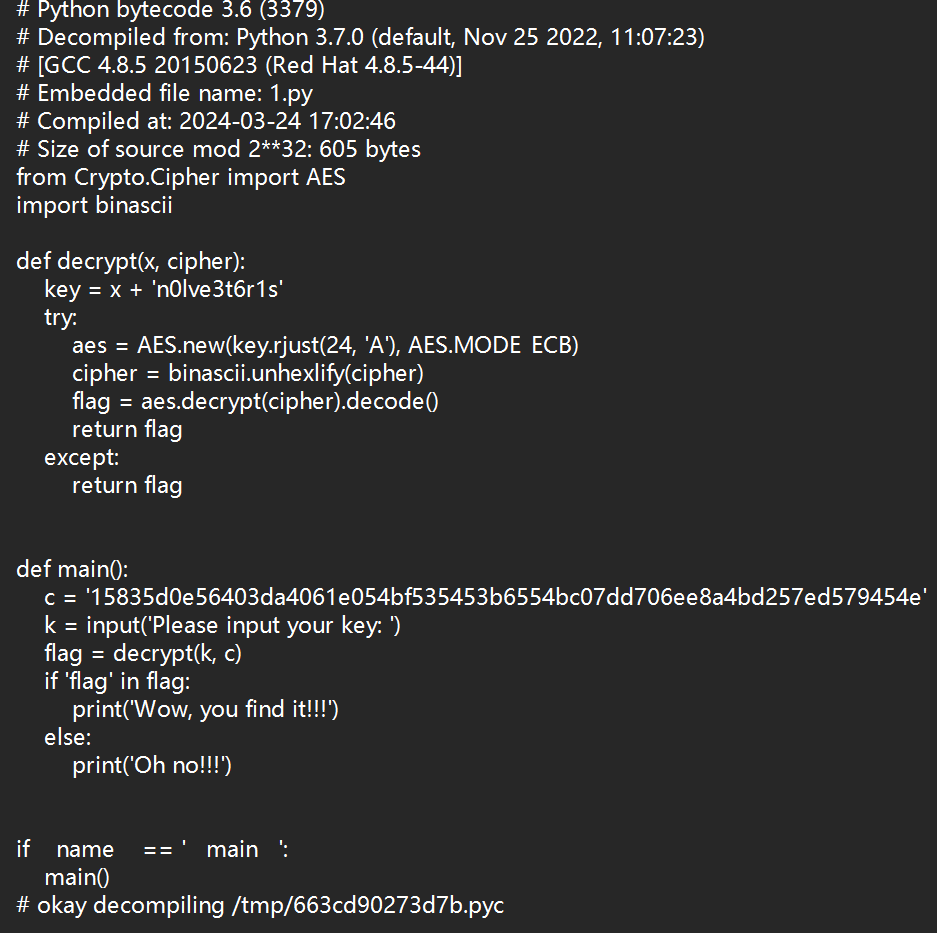 # Python bytecode 3.6 (3379)
# Decompiled from: Python 3.7.0 (default, Nov 25 2022, 11:07:23)
# [GCC 4.8.5 20150623 (Red Hat 4.8.5-44)]
# Embedded file name: 1.py
# Compiled at: 2024-03-24 17:02:46
# Size of source mod 2**32: 605 bytes
from Crypto.Cipher import AES
import binascii

def decrypt(x, cipher):
    key = x + 'n0lve3t6r1s'
    try:
        aes = AES.new(key.rjust(24, 'A'), AES.MODE ECB)
        cipher = binascii.unhexlify(cipher)
        flag = aes.decrypt(cipher).decode()
        return flag
    except:
        return flag


def main():
    c = '15835d0e56403da4061e054bf535453b6554bc07dd706ee8a4bd257ed579454e'
    k = input('Please input your key: ')
    flag = decrypt(k, c)
    if 'flag' in flag:
        print('Wow, you find it!!!')
    else:
        print('Oh no!!!')


if   name   == '  main  ':
    main()
# okay decompiling /tmp/663cd90273d7b.pyc